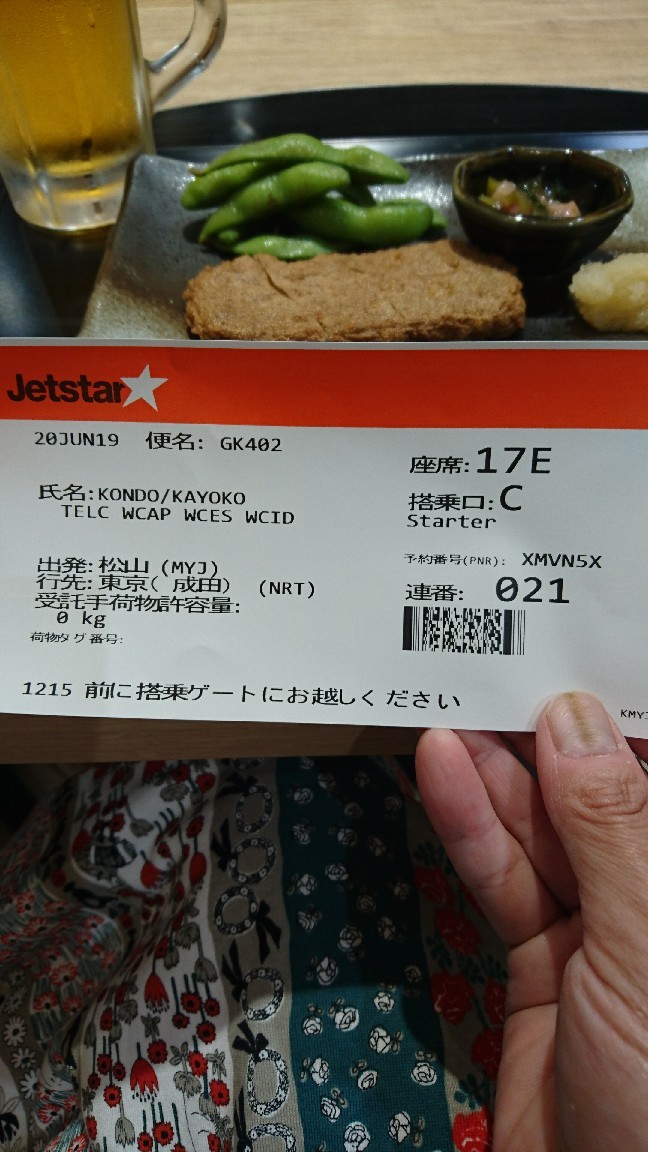 Jetstar
20JUN19 便名: GK402
座席:17E
氏名:KONDO/KAYOKO
TELC WCAP WCES WCID
搭乗口:C
Starter
出発:松山(MYJ)
行先:東京( 成田) (NRT)
受託手荷物許容量:
0 kg
荷物タグ番号:
予約番号(PNR): XMVN5X
連番: 021
1215 前に搭乗ゲートにお越しください